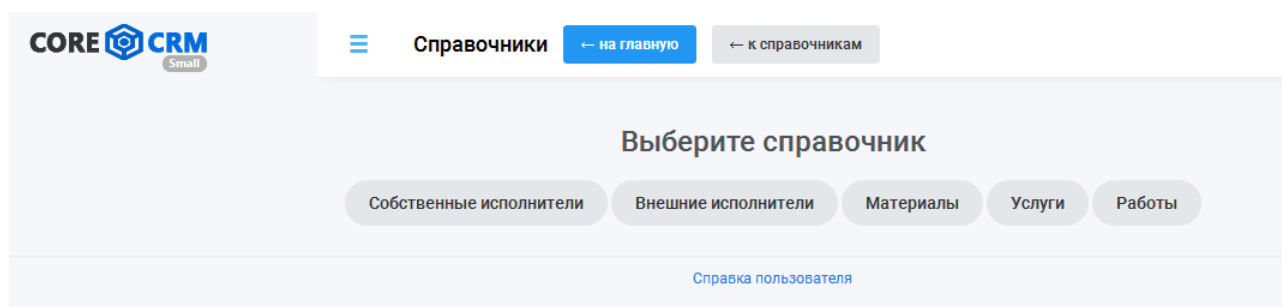 CORE CRM
Small
Справочники ← на главную ← к справочникам
Выберите справочник
Собственные исполнители Внешние исполнители Материалы Услуги Работы
Справка пользователя